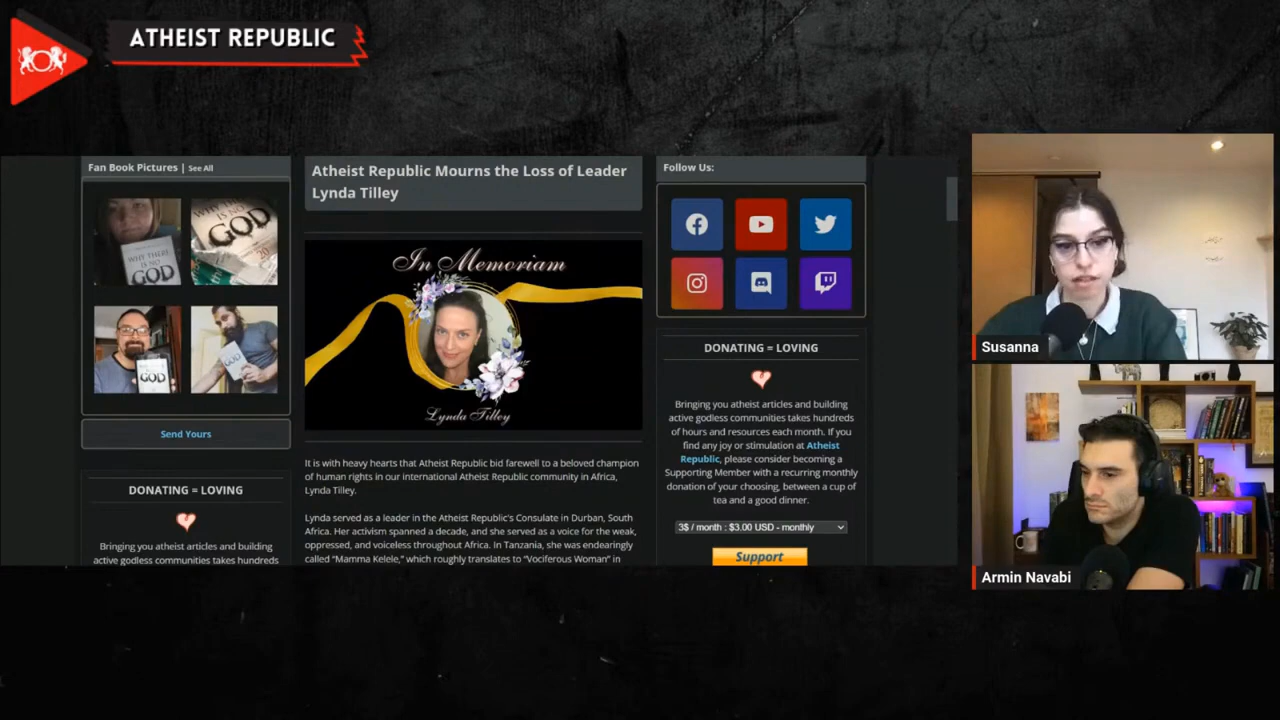 ATHEIST REPUBLIC
Fan Book Pictures | See All
WHY THERE
IS NO
GOD
GOD
GOD
GOD
Send Yours
DONATING = LOVING
Bringing you atheist articles and building
active godless communities takes hundreds
Atheist Republic Mourns the Loss of Leader
Lynda Tilley
In Memoriam
Lynda Tilley
It is with heavy hearts that Atheist Republic bid farewell to a beloved champion
of human rights in our international Atheist Republic community in Africa,
Lynda Tilley.
Lynda served as a leader in the Atheist Republic's Consulate in Durban, South
Africa. Her activism spanned a decade, and she served as a voice for the weak,
oppressed, and voiceless throughout Africa. In Tanzania, she was endearingly
called “Mamma Kelele,” which roughly translates to “Vociferous Woman” in
Follow Us:
DONATING = LOVING
Bringing you atheist articles and building
active godless communities takes hundreds
of hours and resources each month. If you
find any joy or stimulation at Atheist
Republic, please consider becoming a
Supporting Member with a recurring monthly
donation of your choosing, between a cup of
tea and a good dinner.
3$ / month : $3.00 USD - monthly
Support
Susanna
Armin Navabi